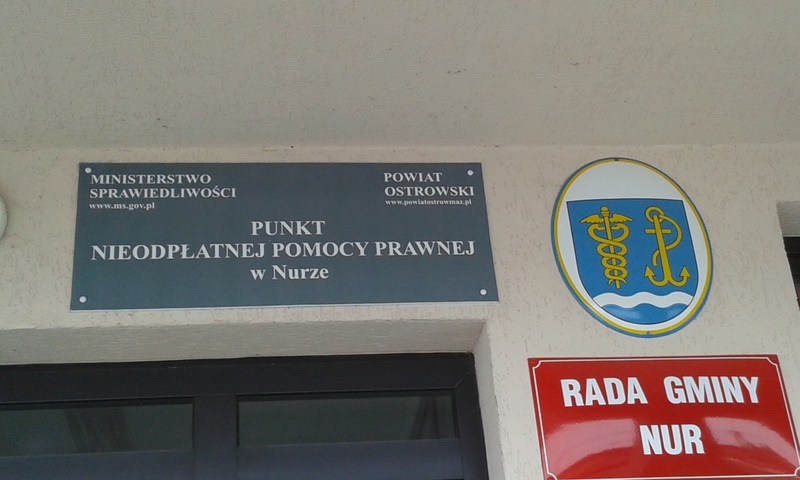 MINISTERSTWO
SPRAWIEDLIWOŚCI
www.ms.gov.pl
POWIAT
OSTROWSKI
www.powiatostrowmaz.pl
PUNKT
NIEODPŁATNEJ POMOCY PRAWNEJ
w Nurze
RADA GMINY
NUR